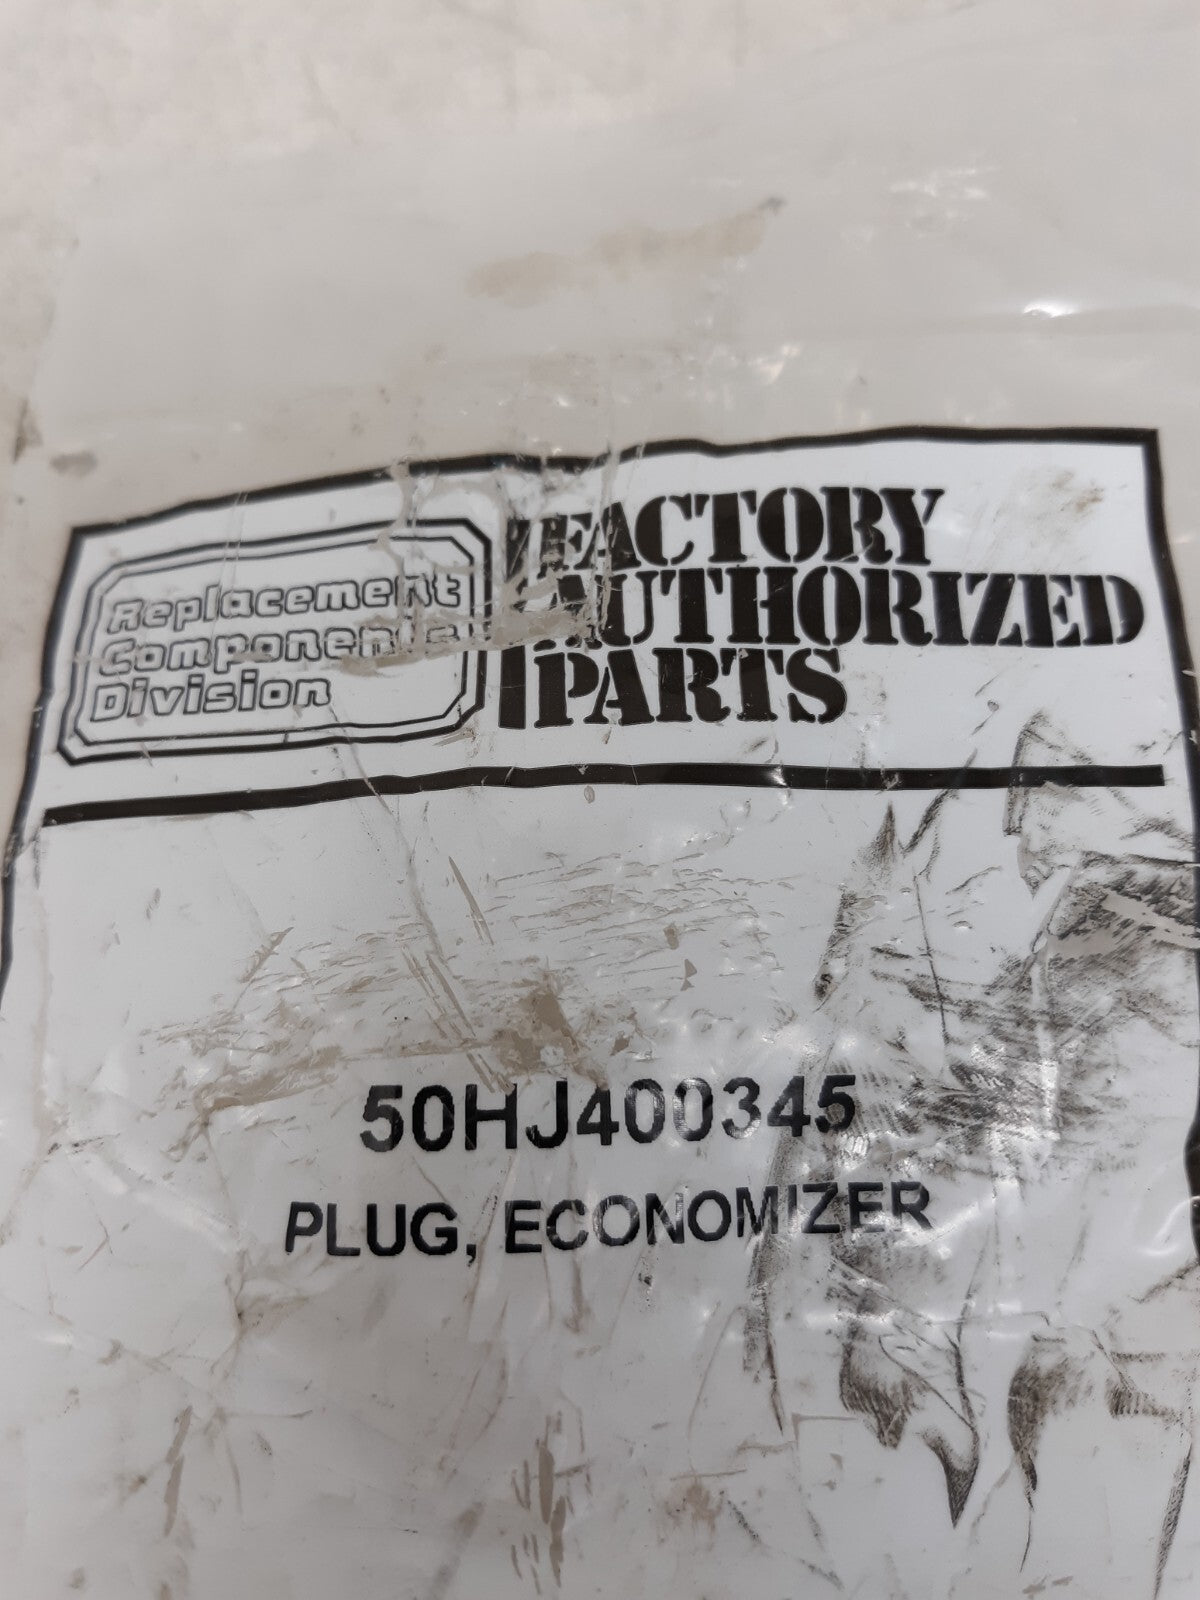 Replacement
Components
Division
FACTORY
AUTHORIZED
PARTS
50HJ400345
PLUG, ECONOMIZER